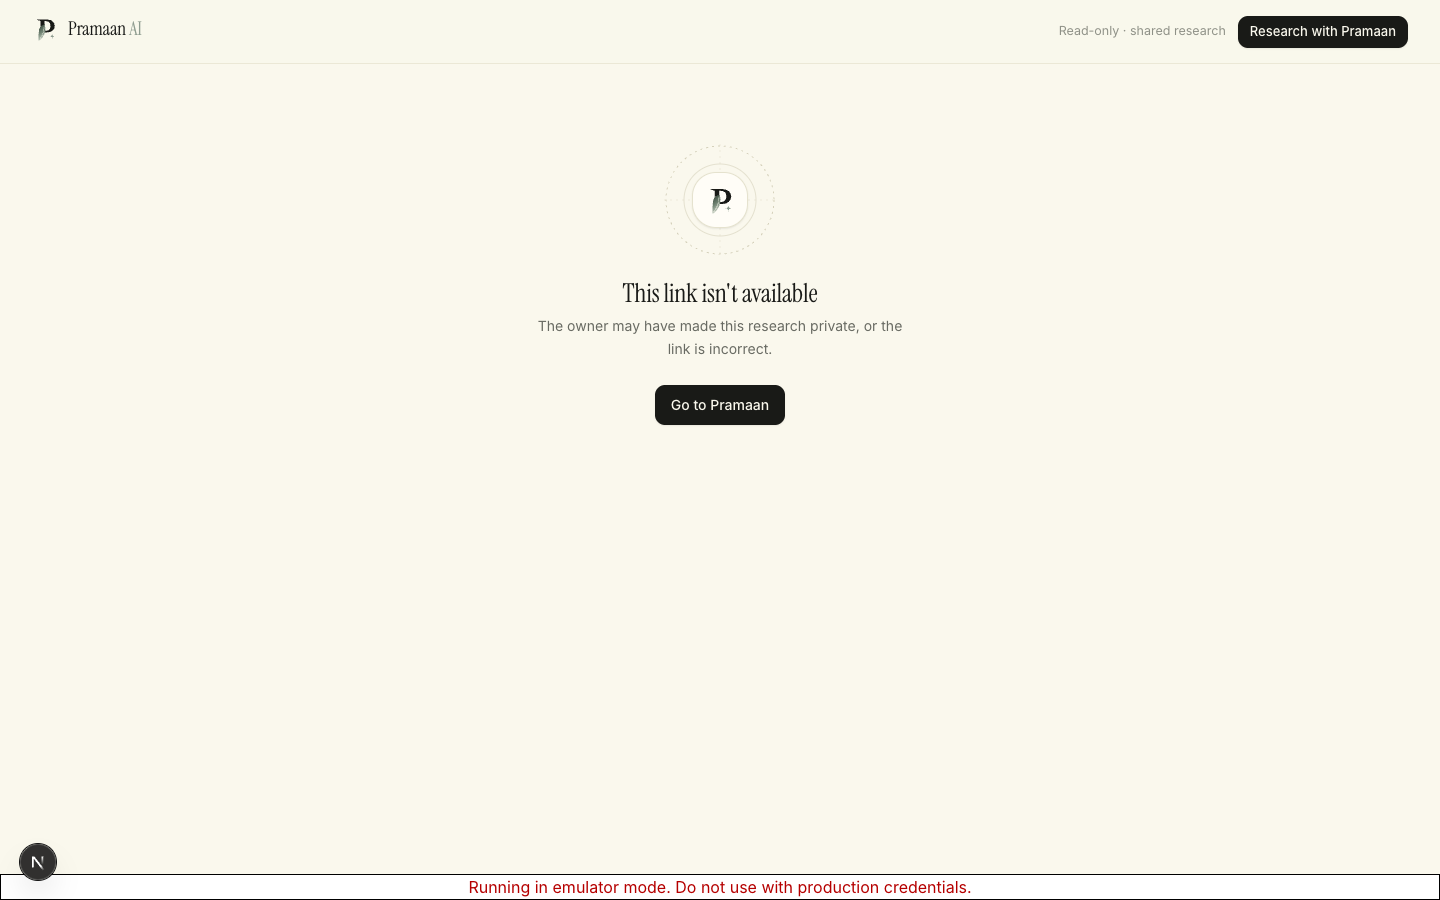 Pramaan AI
Read-only · shared research
Research with Pramaan
P
This link isn't available
The owner may have made this research private, or the
link is incorrect.
Go to Pramaan
N
Running in emulator mode. Do not use with production credentials.